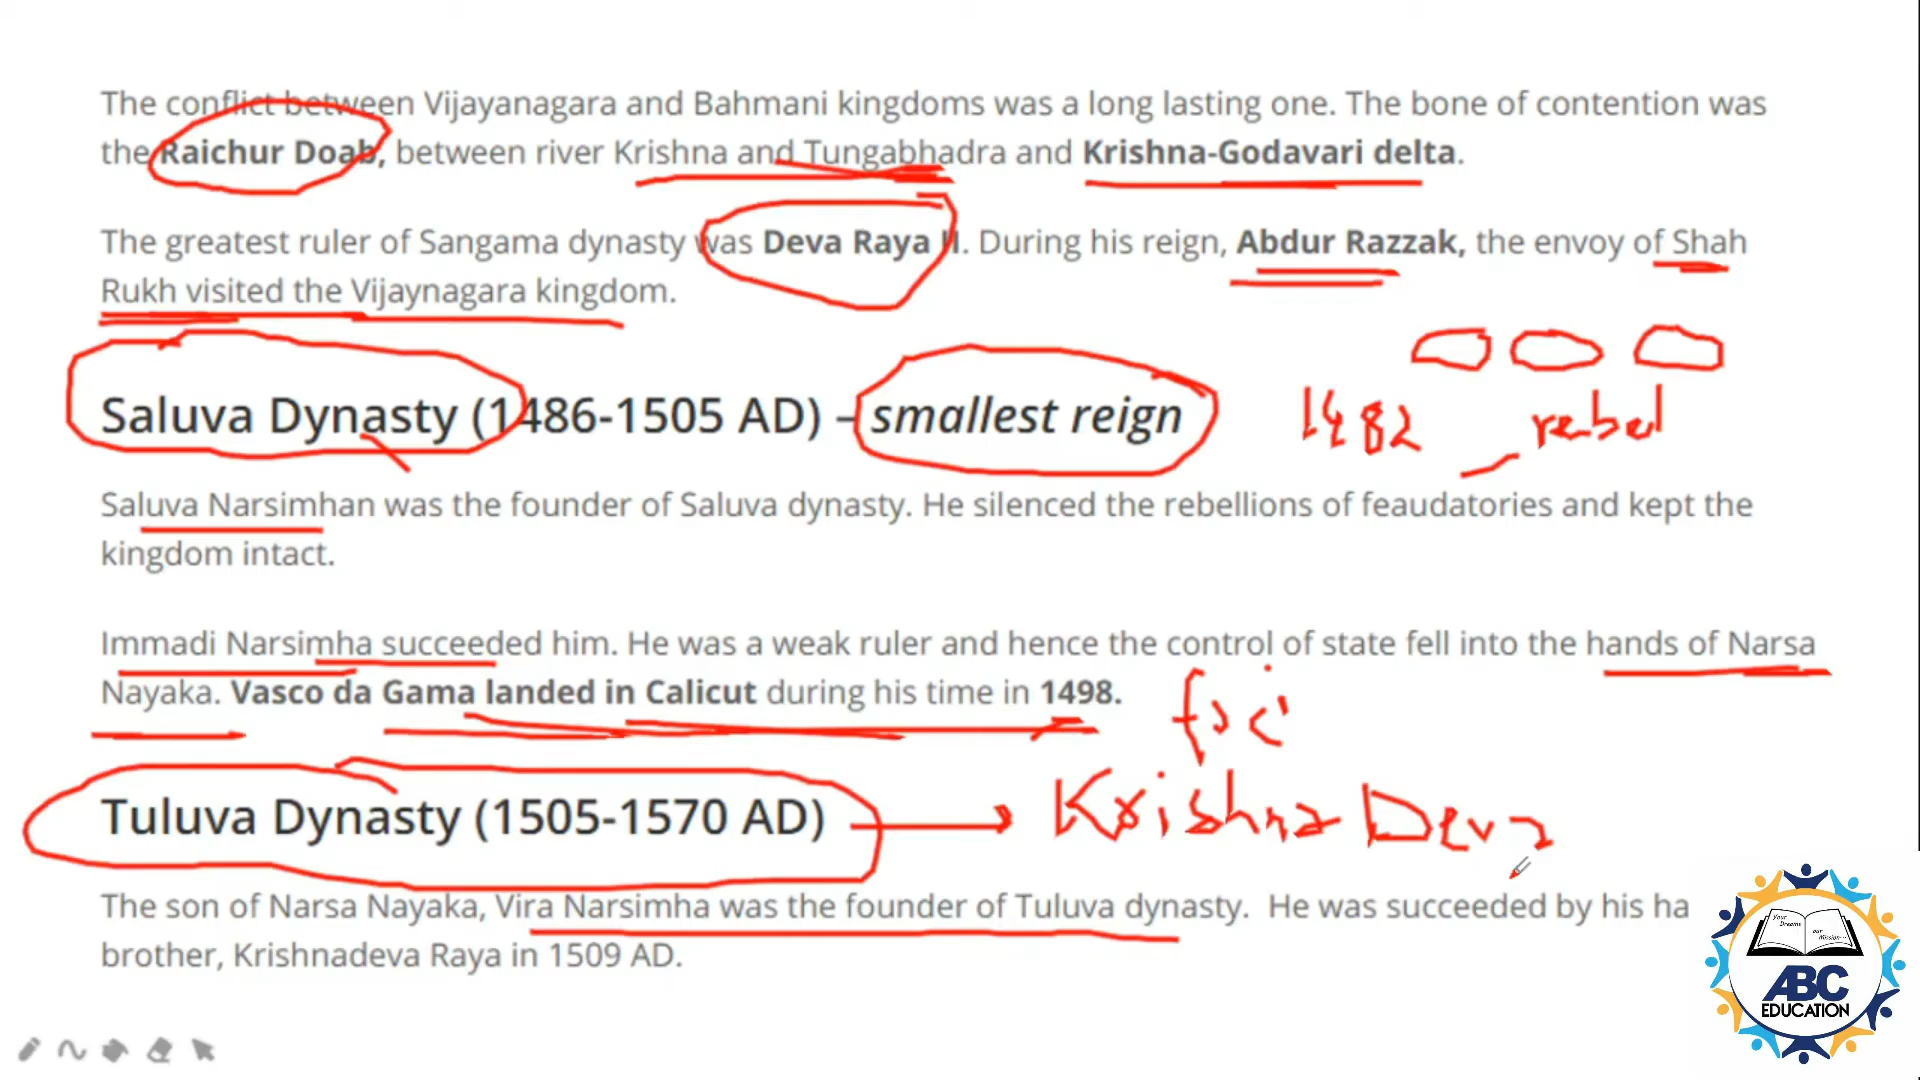 The conflict between Vijayanagara and Bahmani kingdoms was a long lasting one. The bone of contention was
the Raichur Doab, between river Krishna and Tungabhadra and Krishna-Godavari delta.
The greatest ruler of Sangama dynasty was Deva Raya II. During his reign, Abdur Razzak, the envoy of Shah
Rukh visited the Vijaynagara kingdom.
Saluva Dynasty (1486-1505 AD) – smallest reign
1482 rebel
Saluva Narsimhan was the founder of Saluva dynasty. He silenced the rebellions of feaudatories and kept the
kingdom intact.
Immadi Narsimha succeeded him. He was a weak ruler and hence the control of state fell into the hands of Narsa
Nayaka. Vasco da Gama landed in Calicut during his time in 1498.
Tuluva Dynasty (1505-1570 AD)
Krishna Deva
The son of Narsa Nayaka, Vira Narsimha was the founder of Tuluva dynasty. He was succeeded by his ha
brother, Krishnadeva Raya in 1509 AD.
Your Dreams
our Mission...
ABC
EDUCATION